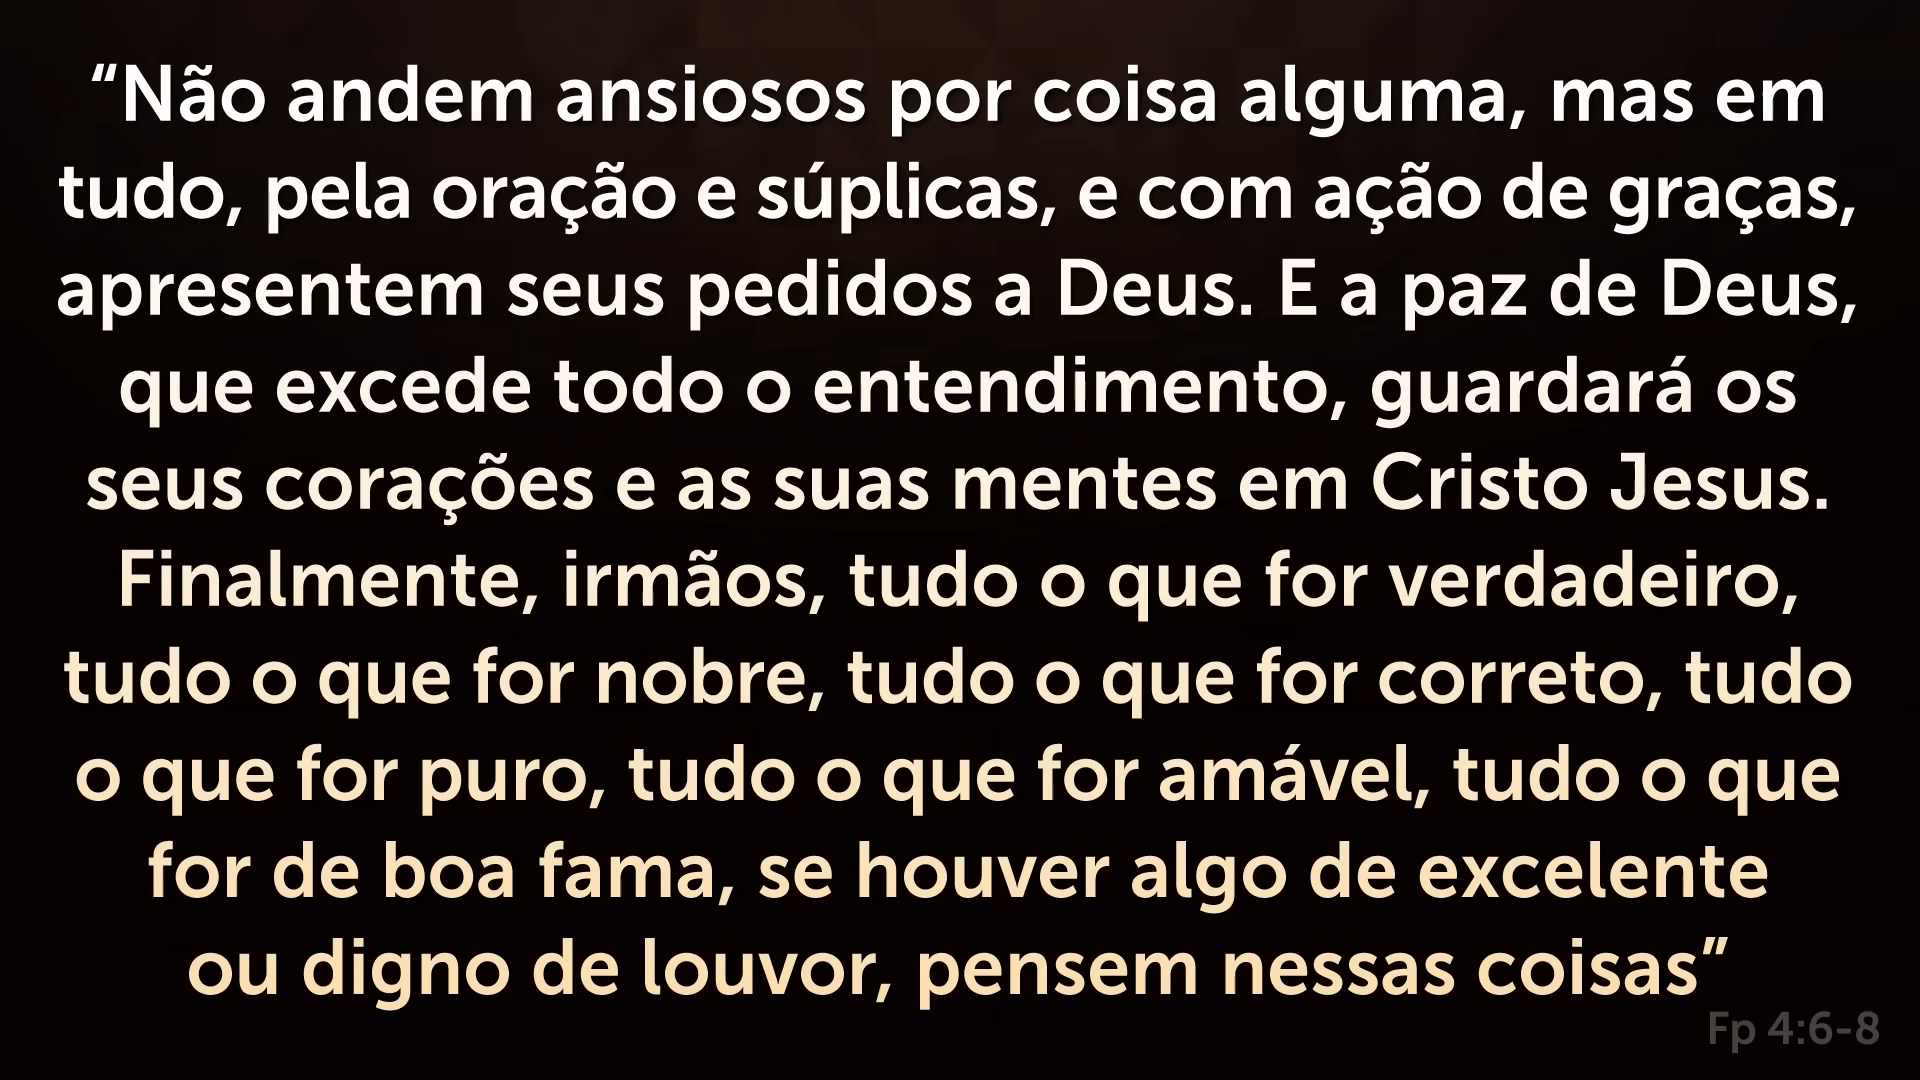 “Não andem ansiosos por coisa alguma, mas em
tudo, pela oração e súplicas, e com ação de graças,
apresentem seus pedidos a Deus. E a paz de Deus,
que excede todo o entendimento, guardará os
seus corações e as suas mentes em Cristo Jesus.
Finalmente, irmãos, tudo o que for verdadeiro,
tudo o que for nobre, tudo o que for correto, tudo
o que for puro, tudo o que for amável, tudo o que
for de boa fama, se houver algo de excelente
ou digno de louvor, pensem nessas coisas”
Fp 4:6-8